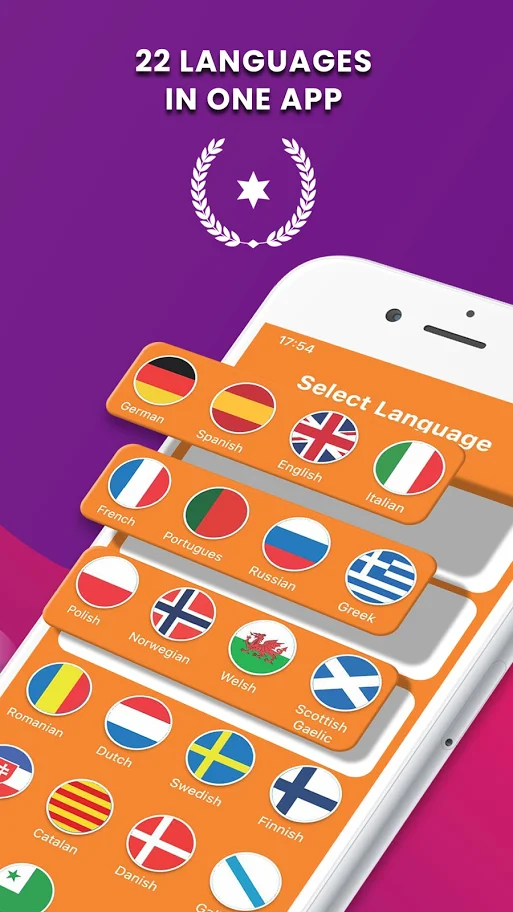 22 LANGUAGES
IN ONE APP
17:54
Select Language
German
Spanish
English
Italian
French
Portugues
Russian
Greek
Polish
Norwegian
Welsh
Scottish
Gaelic
Romanian
Dutch
Swedish
Finnish
Catalan
Danish